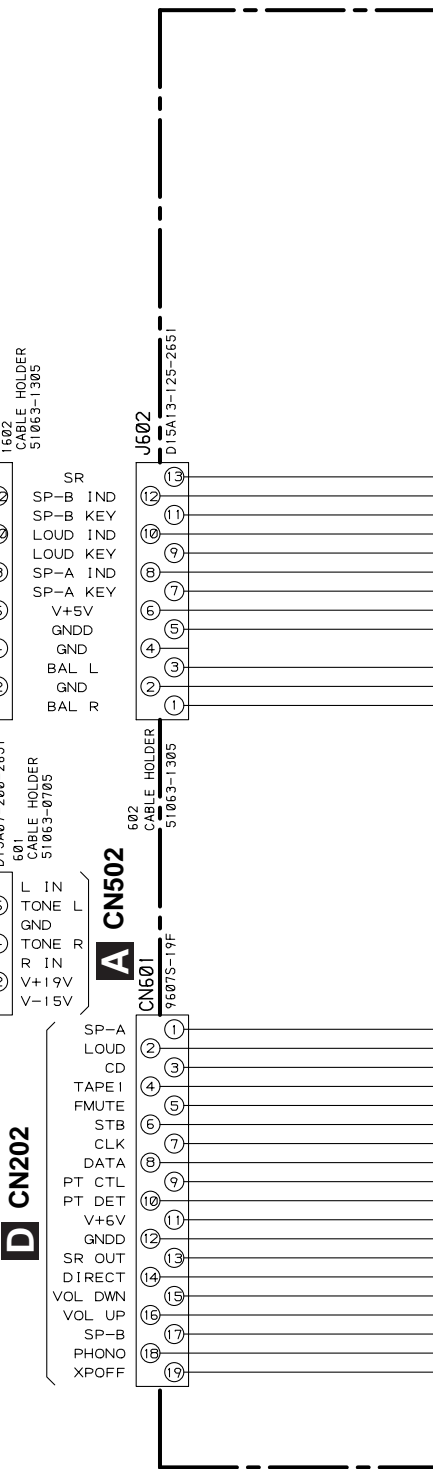 1602
CABLE HOLDER
51063-1305
J602
D15A13-125-2651
SR 13
SP-B IND 12
SP-B KEY 11
LOUD IND 10
LOUD KEY 9
SP-A IND 8
SP-A KEY 7
V+5V 6
GNDD 5
GND 4
BAL L 3
GND 2
BAL R 1
602
CABLE HOLDER
51063-1305
601
CABLE HOLDER
51063-0705
L IN
TONE L
GND
TONE R
R IN
V+19V
V-15V
A CN502
CN601
9607S-19F
D CN202
SP-A 1
LOUD 2
CD 3
TAPE1 4
FMUTE 5
STB 6
CLK 7
DATA 8
PT CTL 9
PT DET 10
V+6V 11
GNDD 12
SR OUT 13
DIRECT 14
VOL DWN 15
VOL UP 16
SP-B 17
PHONO 18
XPOFF 19